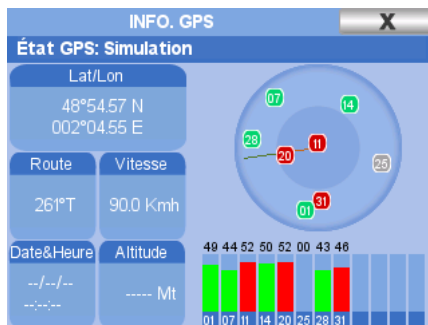 INFO. GPS X
État GPS: Simulation
Lat/Lon
48°54.57 N
002°04.55 E
Route Vitesse
261°T 90.0 Kmh
Date&Heure Altitude
--/--/-- ----- Mt
--:--:--
07
14
28
11
20
25
31
01
49 44 52 50 52 00 43 46
01 07 11 14 20 25 28 31